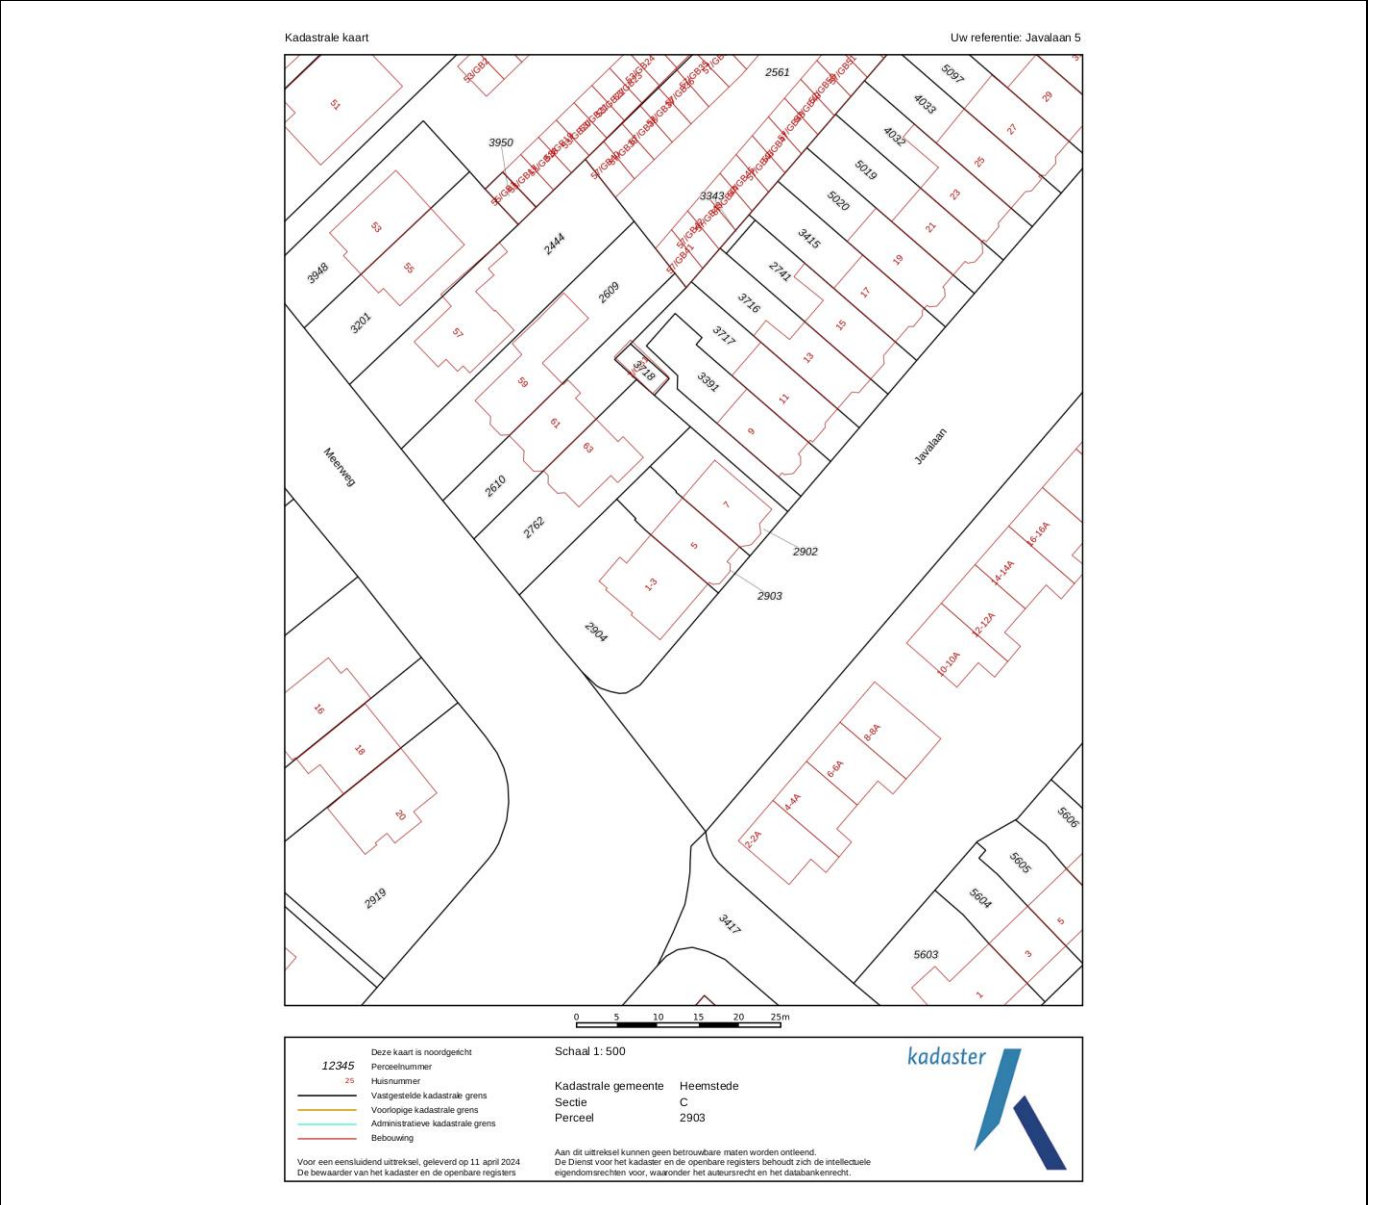 Kadastrale kaart
Uw referentie: Javalaan 5
51
2561
5097
29
4033
27
3950
4032
25
5019
23
3343
5020
21
53
3415
19
55
2444
2741
17
3948
2609
3716
15
3201
3717
13
57
3718
3391
11
59
9
61
Javalaan
63
Meerweg
2610
7
2762
16-16A
5
2902
14-14A
1-3
2903
12-12A
2904
10-10A
16
8-8A
18
6-6A
4-4A
20
2-2A
5606
5605
2919
5604
5
3417
5603
3
1
0 5 10 15 20 25m
Deze kaart is noordgericht
12345 Perceelnummer
25 Huisnummer
Vastgestelde kadastrale grens
Voorlopige kadastrale grens
Administratieve kadastrale grens
Bebouwing
Voor een eensluidend uittreksel, geleverd op 11 april 2024
De bewaarder van het kadaster en de openbare registers
Schaal 1: 500
Kadastrale gemeente Heemstede
Sectie C
Perceel 2903
Aan dit uittreksel kunnen geen betrouwbare maten worden ontleend.
De Dienst voor het kadaster en de openbare registers behoudt zich de intellectuele
eigendomsrechten voor, waaronder het auteursrecht en het databankenrecht.
kadaster